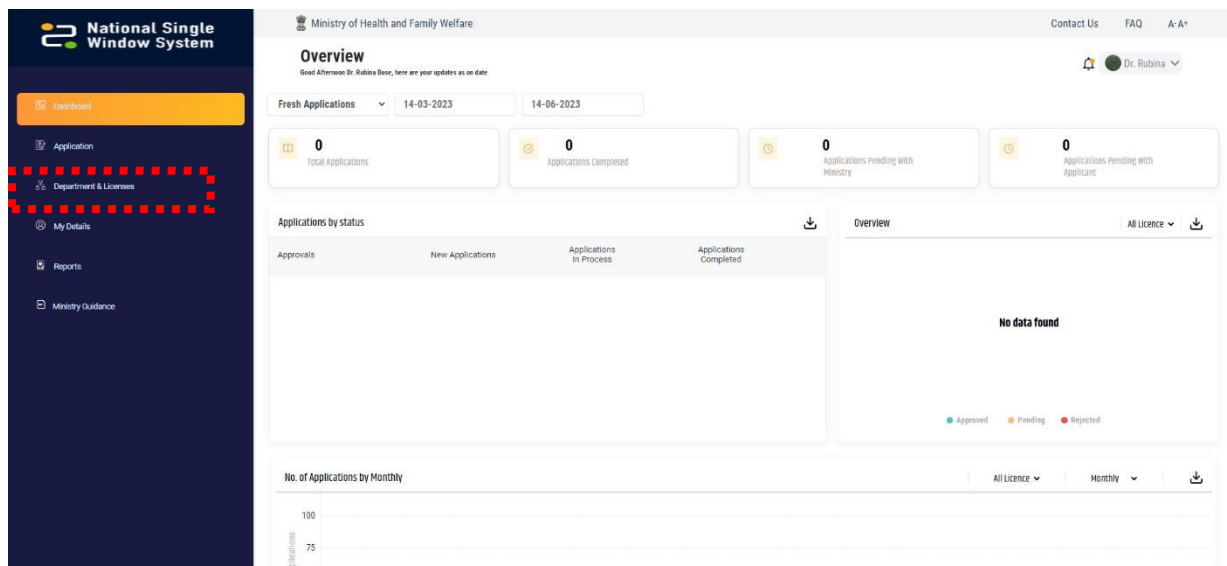 National Single
Window System
Ministry of Health and Family Welfare
Contact Us
FAQ
A-A+
Overview
Good Afternoon Dr. Rubina Bose, here are your updates as on date
Dr. Rubina
Dashboard
Application
Department & Licenses
My Details
Reports
Ministry Guidance
Fresh Applications
14-03-2023
14-06-2023
0
Total Applications
0
Applications Completed
0
Applications Pending With
Ministry
0
Applications Pending With
Applicant
Applications by status
Approvals
New Applications
Applications
In Process
Applications
Completed
Overview
All Licence
No data found
Approved
Pending
Rejected
No. of Applications by Monthly
All Licence
Monthly
100
75